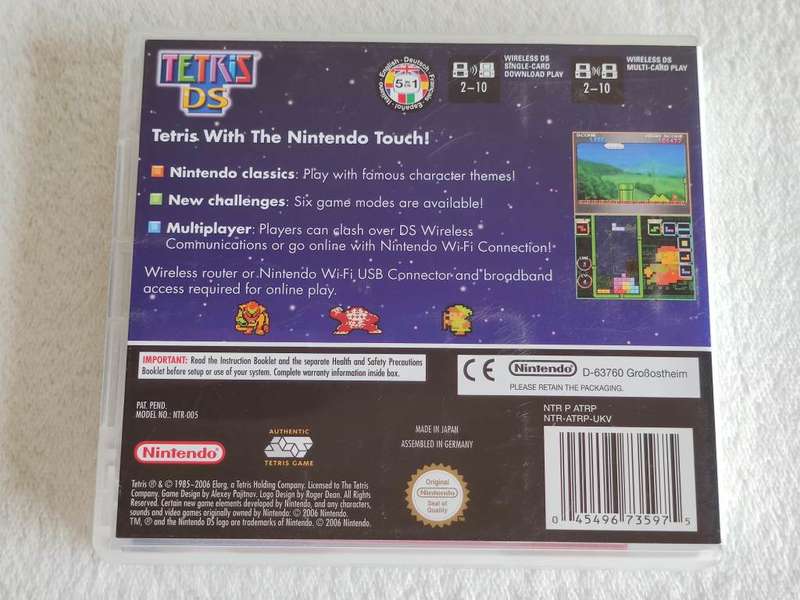 TETRIS
DS
English - Deutsch - Français - Español - Italiano
5 in 1
WIRELESS DS
SINGLE-CARD
DOWNLOAD PLAY
2-10
WIRELESS DS
MULTI-CARD PLAY
2-10
Tetris With The Nintendo Touch!
Nintendo classics: Play with famous character themes!
New challenges: Six game modes are available!
Multiplayer: Players can clash over DS Wireless
Communications or go online with Nintendo Wi-Fi Connection!
Wireless router or Nintendo Wi-Fi USB Connector and broadband
access required for online play.
IMPORTANT: Read the Instruction Booklet and the separate Health and Safety Precautions
Booklet before setup or use of your system. Complete warranty information inside box.
CE Nintendo D-63760 Großostheim
PLEASE RETAIN THE PACKAGING.
PAT. PEND.
MODEL NO.: NTR-005
Nintendo
AUTHENTIC
TETRIS GAME
MADE IN JAPAN
ASSEMBLED IN GERMANY
Original
Nintendo
Seal of
Quality
NTR P ATRP
NTR-ATRP-UKV
0 45496 73597 5
Tetris ® & © 1985-2006 Elorg, a Tetris Holding Company. Licensed to The Tetris
Company. Game Design by Alexey Pajitnov. Logo Design by Roger Dean. All Rights
Reserved. Certain new game elements developed by Nintendo, and any characters,
sounds and video games originally owned by Nintendo: © 2006 Nintendo.
TM, ® and the Nintendo DS logo are trademarks of Nintendo. © 2006 Nintendo.